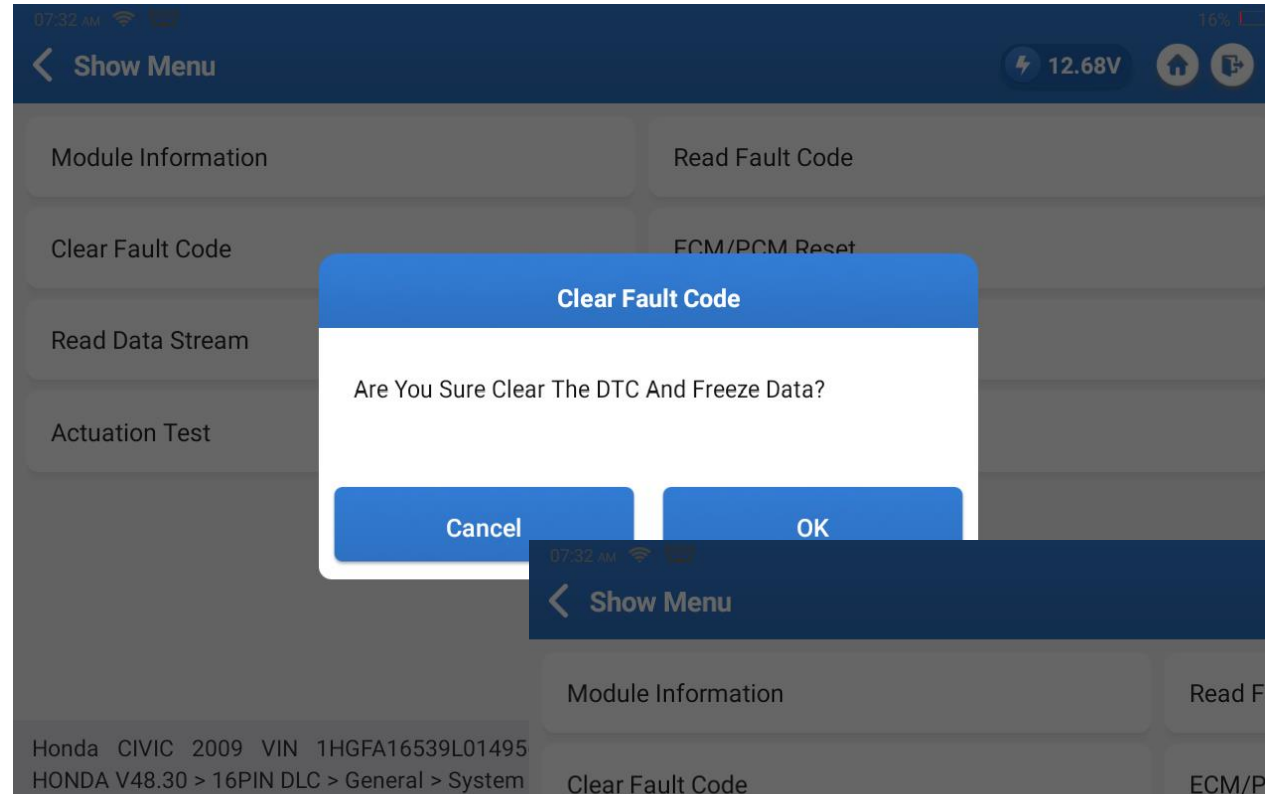 07:32 AM
16%
Show Menu
12.68V
Module Information
Read Fault Code
Clear Fault Code
ECM/PCM Reset
Clear Fault Code
Read Data Stream
Are You Sure Clear The DTC And Freeze Data?
Actuation Test
Cancel
OK
07:32 AM
Show Menu
Module Information
Read F
Honda CIVIC 2009 VIN 1HGFA16539L01495
HONDA V48.30 > 16PIN DLC > General > System
Clear Fault Code
ECM/P